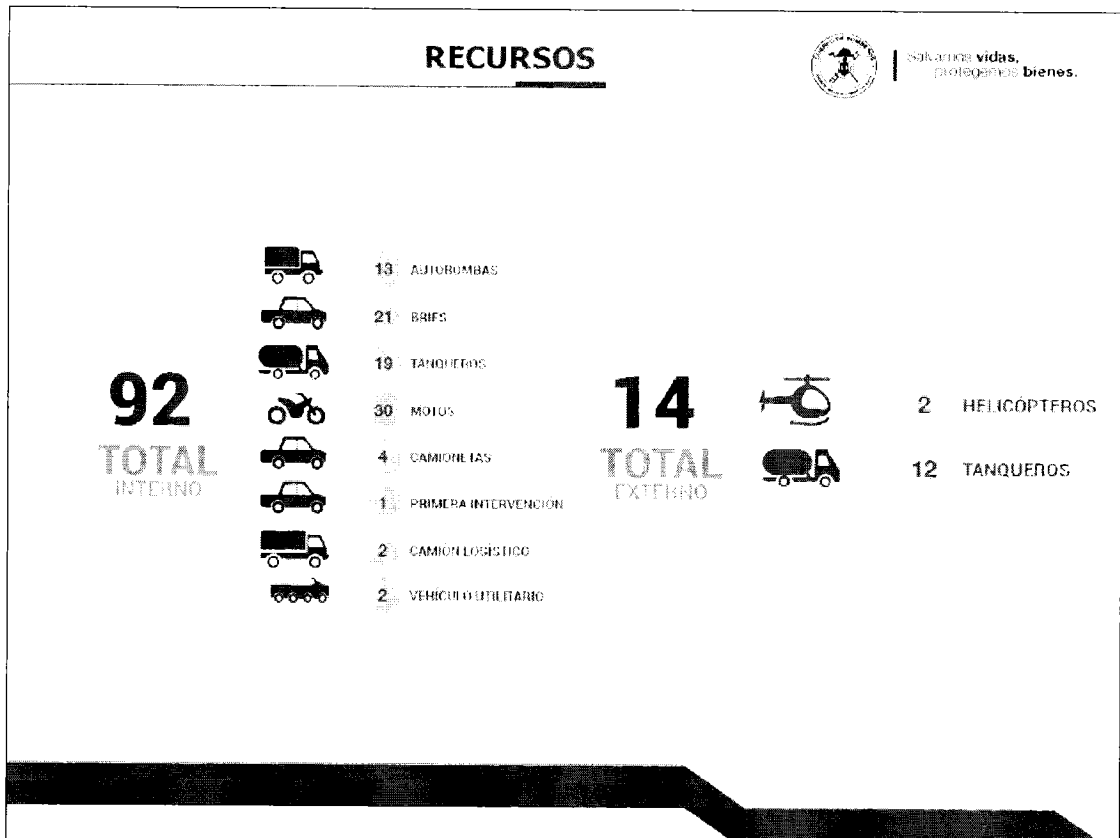 RECURSOS
Salvamos vidas,
protegemos bienes.
92
TOTAL
INTERNO
13 AUTOBOMBAS
21 BRIFS
19 TANQUEROS
30 MOTOS
4 CAMIONETAS
1 PRIMERA INTERVENCIÓN
2 CAMIÓN LOGÍSTICO
2 VEHÍCULO UTILITARIO
14
TOTAL
EXTERNO
2 HELICÓPTEROS
12 TANQUEROS